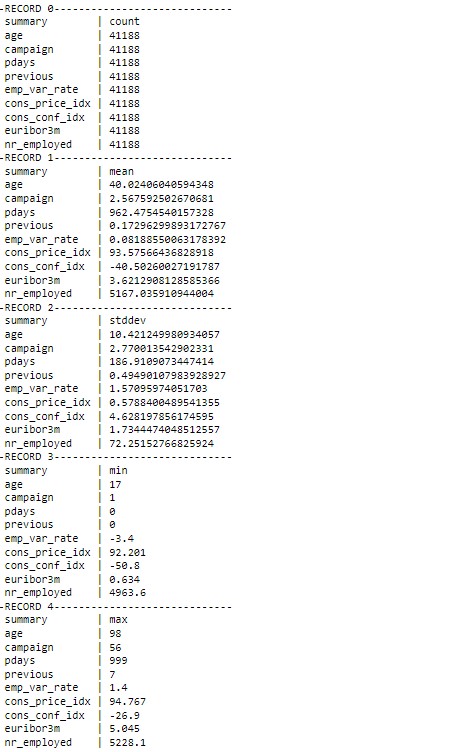 -RECORD 0----------------------------
 summary        | count
 age            | 41188
 campaign       | 41188
 pdays          | 41188
 previous       | 41188
 emp_var_rate   | 41188
 cons_price_idx | 41188
 cons_conf_idx  | 41188
 euribor3m      | 41188
 nr_employed    | 41188
-RECORD 1----------------------------
 summary        | mean
 age            | 40.02406040594348
 campaign       | 2.567592502670681
 pdays          | 962.4754540157328
 previous       | 0.17296299893172767
 emp_var_rate   | 0.08188550063178392
 cons_price_idx | 93.57566436828918
 cons_conf_idx  | -40.50260027191787
 euribor3m      | 3.6212908128585366
 nr_employed    | 5167.035910944004
-RECORD 2----------------------------
 summary        | stddev
 age            | 10.421249980934057
 campaign       | 2.770013542902331
 pdays          | 186.9109073447414
 previous       | 0.49490107983928927
 emp_var_rate   | 1.57095974051703
 cons_price_idx | 0.5788400489541355
 cons_conf_idx  | 4.628197856174595
 euribor3m      | 1.7344474048512557
 nr_employed    | 72.25152766825924
-RECORD 3----------------------------
 summary        | min
 age            | 17
 campaign       | 1
 pdays          | 0
 previous       | 0
 emp_var_rate   | -3.4
 cons_price_idx | 92.201
 cons_conf_idx  | -50.8
 euribor3m      | 0.634
 nr_employed    | 4963.6
-RECORD 4----------------------------
 summary        | max
 age            | 98
 campaign       | 56
 pdays          | 999
 previous       | 7
 emp_var_rate   | 1.4
 cons_price_idx | 94.767
 cons_conf_idx  | -26.9
 euribor3m      | 5.045
 nr_employed    | 5228.1